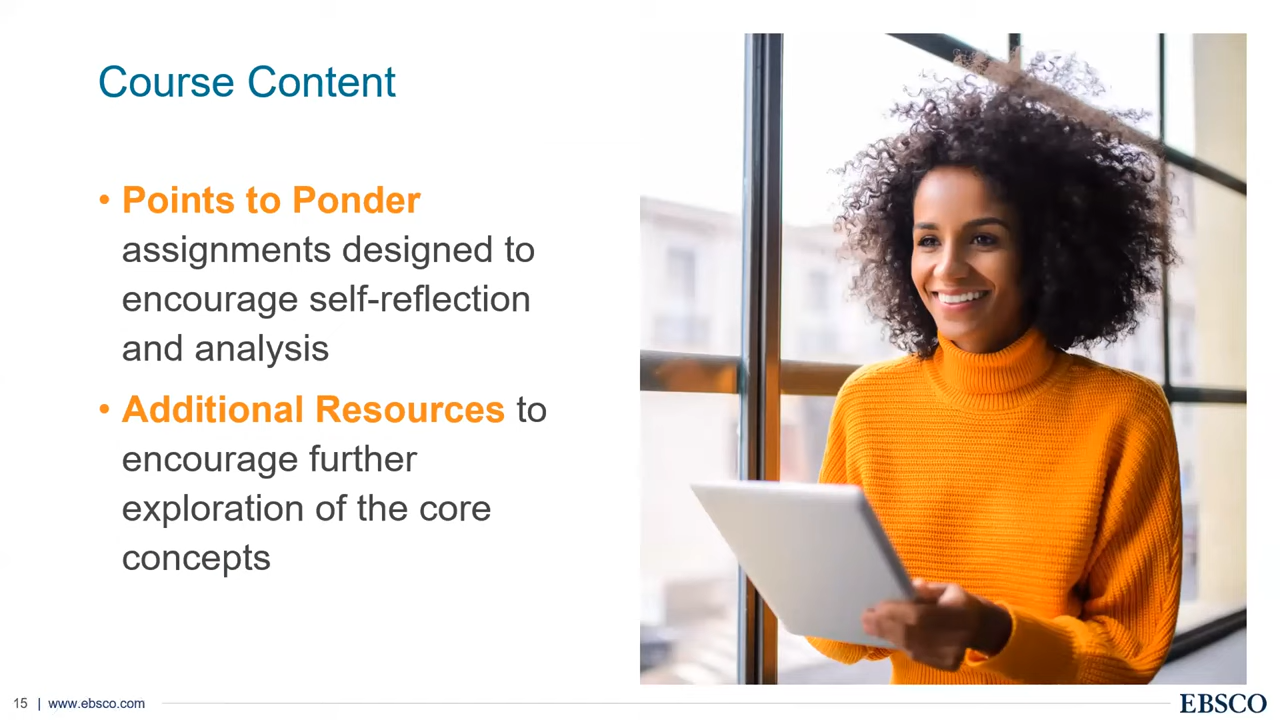 Course Content
• Points to Ponder
assignments designed to
encourage self-reflection
and analysis
• Additional Resources to
encourage further
exploration of the core
concepts
15 | www.ebsco.com
EBSCO